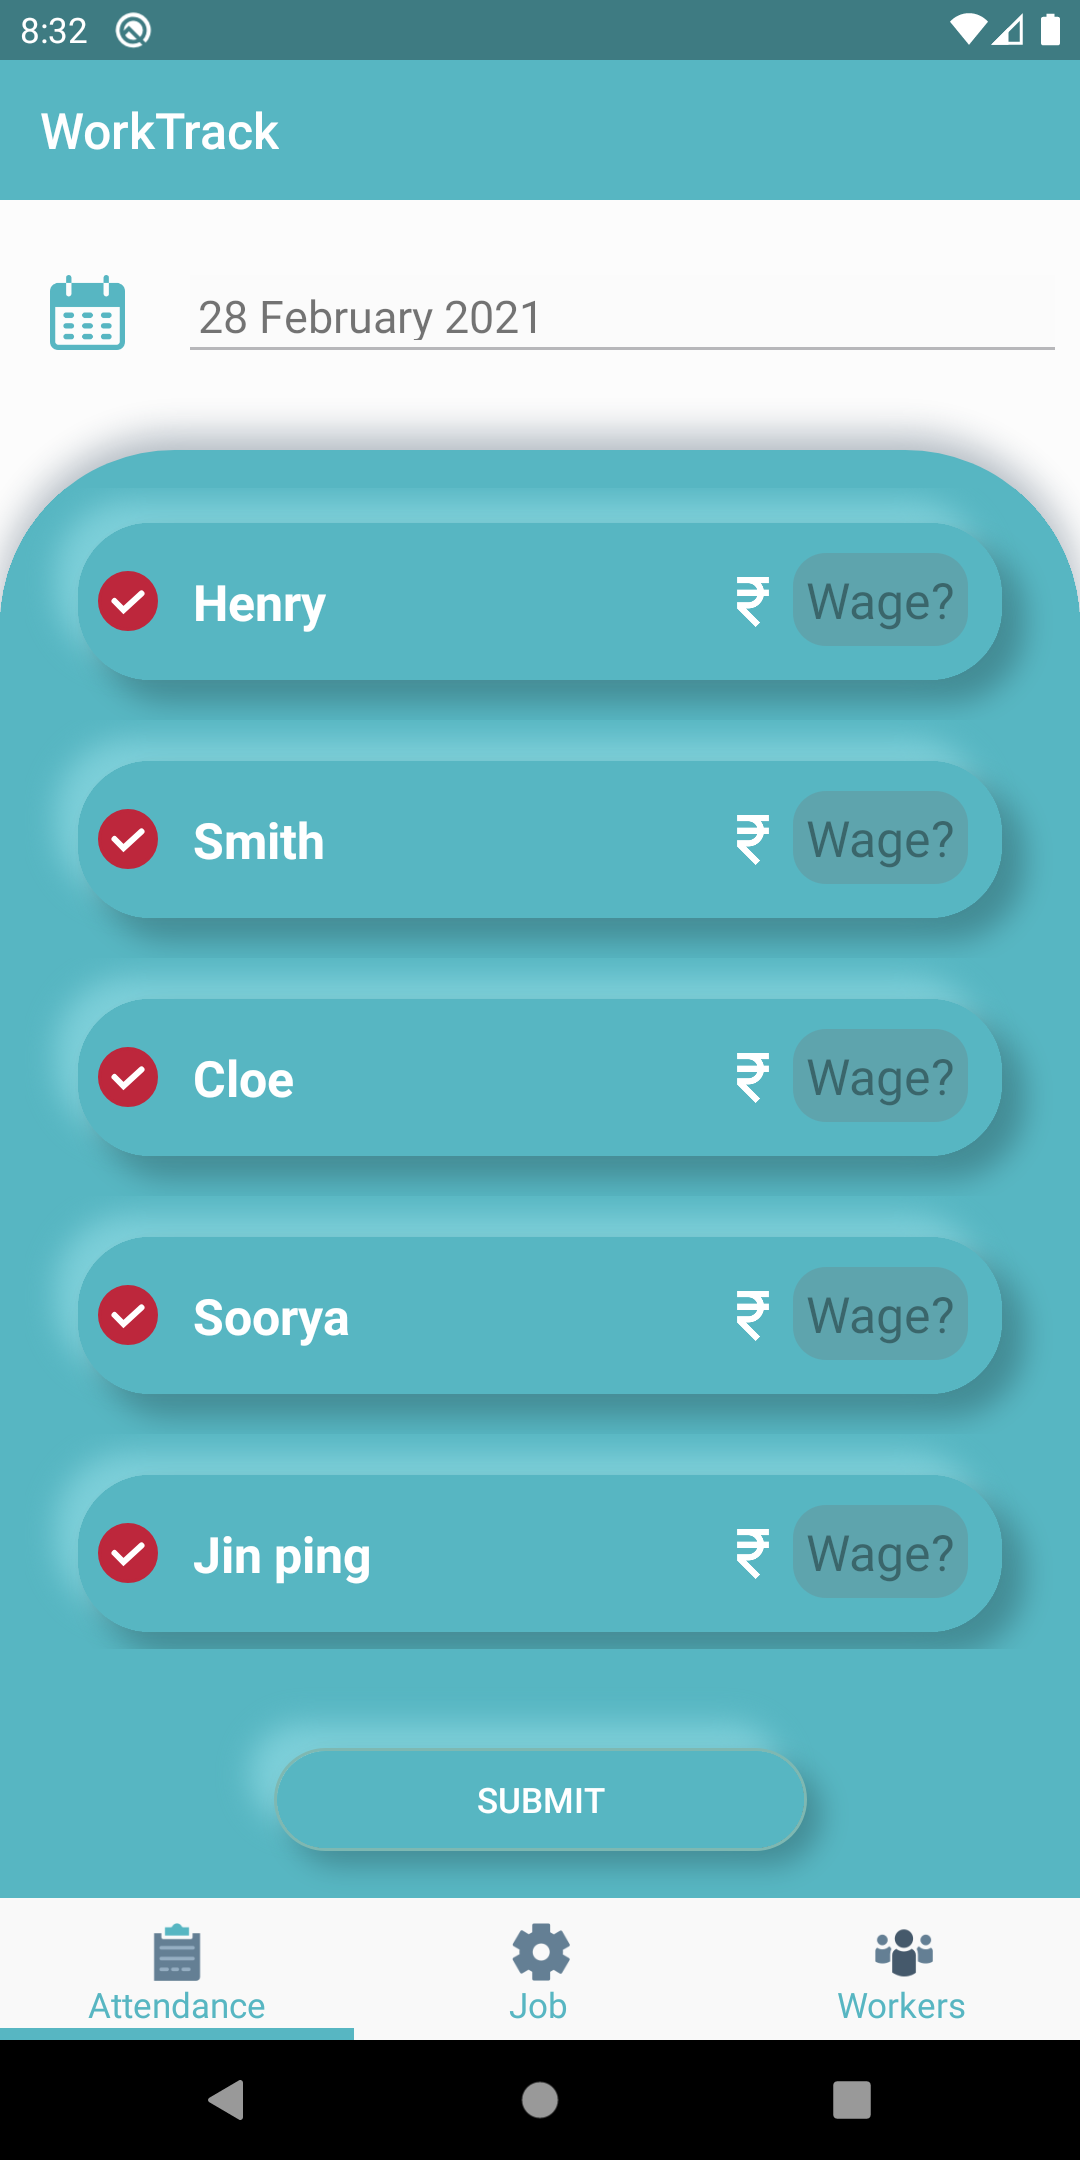 8:32
WorkTrack
28 February 2021
Henry ₹ Wage?
Smith ₹ Wage?
Cloe ₹ Wage?
Soorya ₹ Wage?
Jin ping ₹ Wage?
SUBMIT
Attendance Job Workers